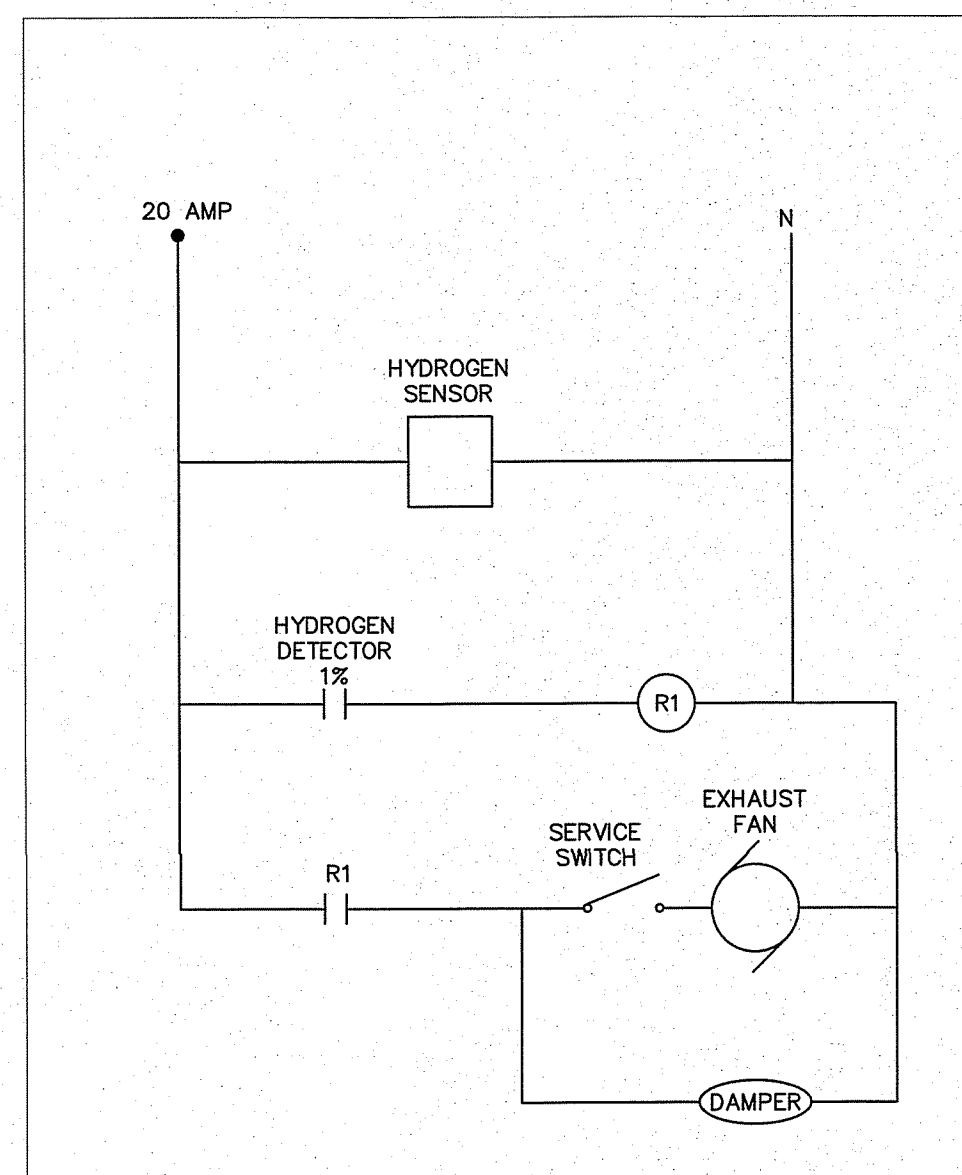 20 AMP
N
HYDROGEN
SENSOR
HYDROGEN
DETECTOR
1%
R1
EXHAUST
FAN
SERVICE
SWITCH
R1
DAMPER